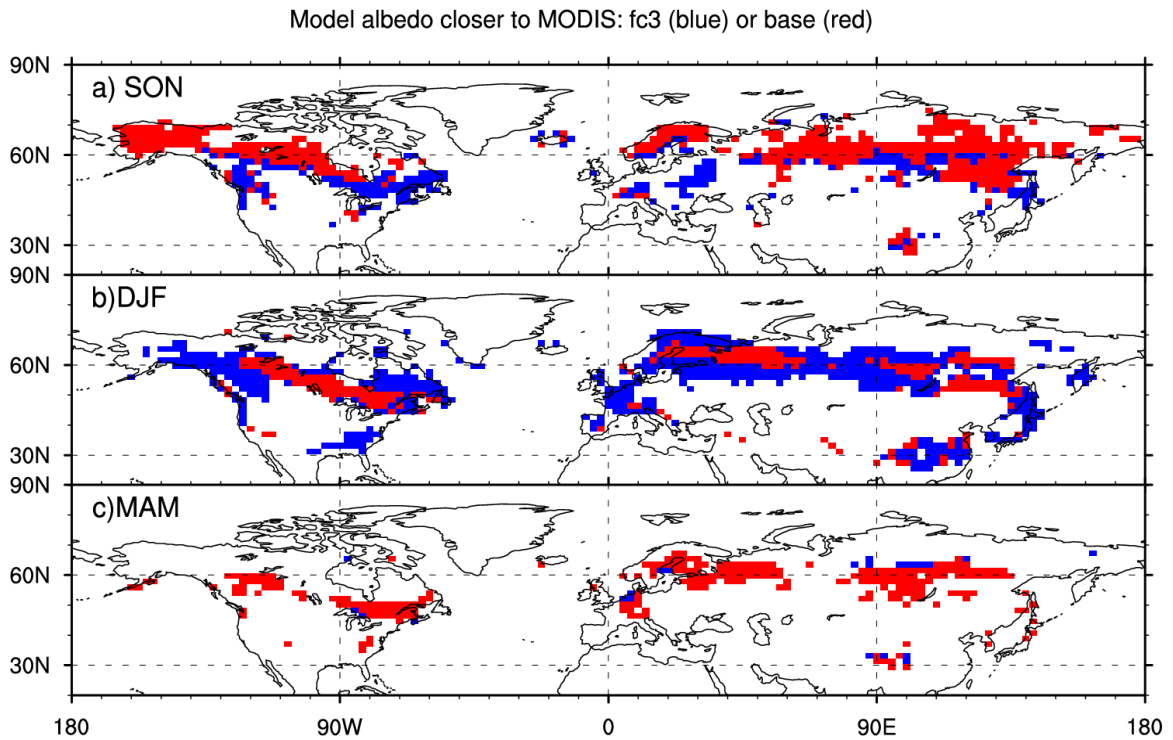 Model albedo closer to MODIS: fc3 (blue) or base (red)
90N
a) SON
60N
30N
90N
b)DJF
60N
30N
90N
c)MAM
60N
30N
180 90W 0 90E 180